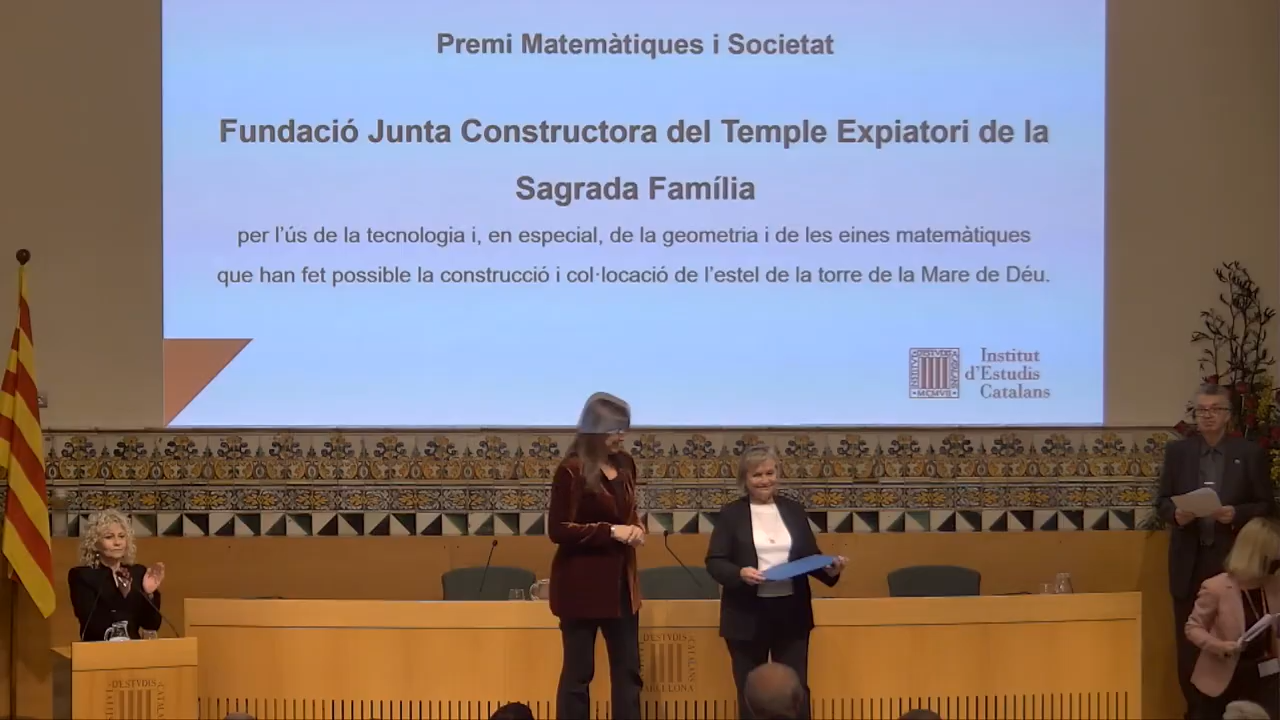 Premi Matemàtiques i Societat
Fundació Junta Constructora del Temple Expiatori de la
Sagrada Família
per l'ús de la tecnologia i, en especial, de la geometria i de les eines matemàtiques
que han fet possible la construcció i col·locació de l'estel de la torre de la Mare de Déu.
Institut
d'Estudis
Catalans